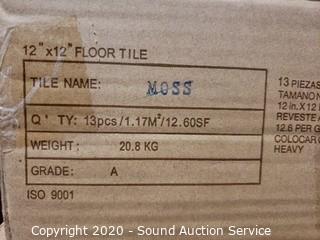 12"x12" FLOOR TILE
TILE NAME: MOSS
Q' TY: 13pcs/1.17M²/12.60SF
WEIGHT: 20.8 KG
GRADE: A
ISO 9001
13 PIEZAS
TAMANO N
12 in.X 12 I
REVESTE A
12.6 PER G
COLOCAR C
HEAVY
Copyright 2020 - Sound Auction Service